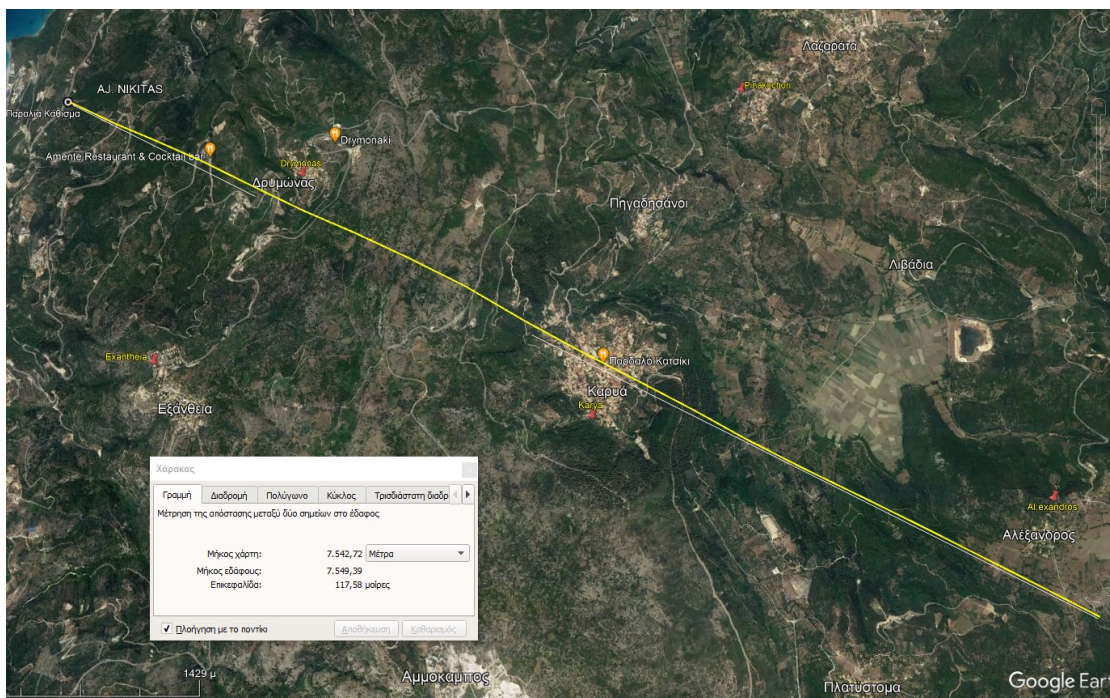 Λαζαράτα
Pinakochori
AJ. NIKITAS
Παραλία Κάθισμα
Drymonaki
Amente Restaurant & Cocktail bar
Drymonas
Δρυμώνας
Πηγαδησάνοι
Λιβάδια
Exantheia
Εξάνθεια
Παρδαλό Κατσίκι
Καρυά
Karya
Χάρακας
Γραμμή Διαδρομή Πολύγωνο Κύκλος Τρισδιάστατη διαδρ
Μέτρηση της απόστασης μεταξύ δύο σημείων στο έδαφος
Μήκος χάρτη: 7.542,72 Μέτρα
Μήκος εδάφους: 7.549,39
Επικεφαλίδα: 117,58 μοίρες
Πλοήγηση με το ποντίκι Αποθήκευση Καθαρισμός
Al.exandros
Αλέξανδρος
1429 μ
Αμμόκαμπος
Πλατύστομα
Google Ear